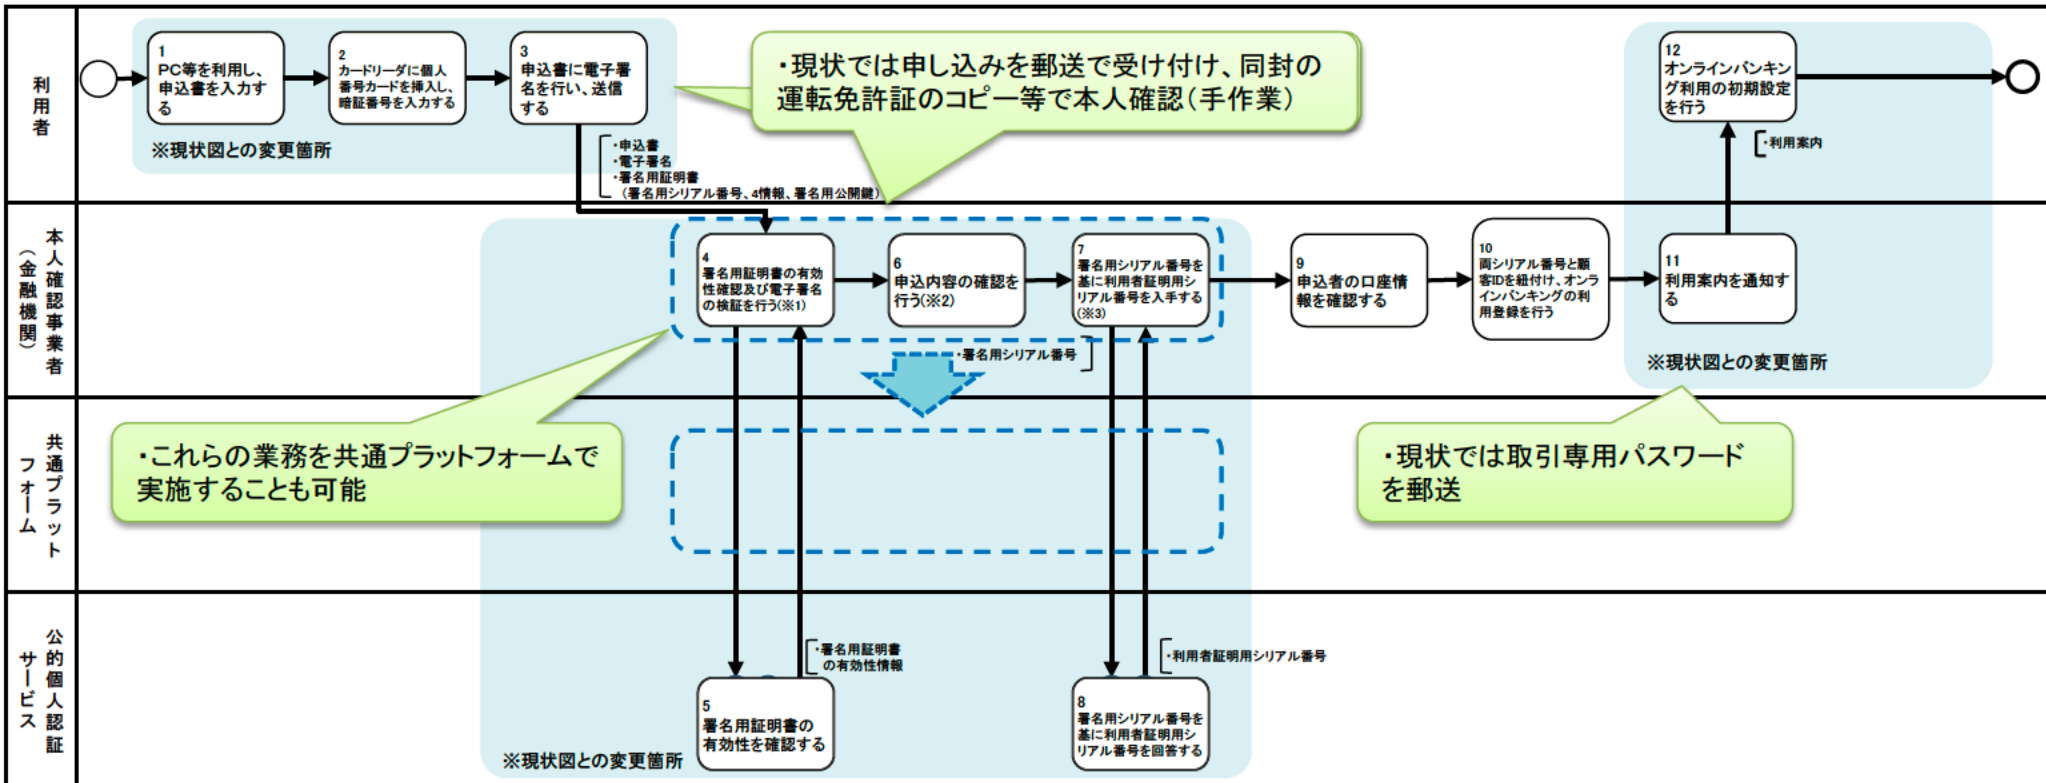 利用者
1
PC等を利用し、
申込書を入力す
る
2
カードリーダに個人
番号カードを挿入し、
暗証番号を入力する
3
申込書に電子署
名を行い、送信
する
※現状図との変更箇所
・申込書
・電子署名
・署名用証明書
（署名用シリアル番号、4情報、署名用公開鍵）
・現状では申し込みを郵送で受け付け、同封の
運転免許証のコピー等で本人確認（手作業）
12
オンラインバンキン
グ利用の初期設定
を行う
・利用案内
本人確認事業者
（金融機関）
4
署名用証明書の有効
性確認及び電子署名
の検証を行う(※1)
6
申込内容の確認を
行う(※2)
7
署名用シリアル番号を
基に利用者証明用シ
リアル番号を入手する
(※3)
9
申込者の口座情
報を確認する
10
両シリアル番号と顧
客IDを紐付け、オンラ
インバンキングの利
用登録を行う
11
利用案内を通知す
る
・署名用シリアル番号
※現状図との変更箇所
共通プラット
フォーム
・これらの業務を共通プラットフォームで
実施することも可能
・現状では取引専用パスワード
を郵送
公的個人認証
サービス
・署名用証明書
の有効性情報
・利用者証明用シリアル番号
5
署名用証明書の
有効性を確認する
8
署名用シリアル番号を
基に利用者証明用シ
リアル番号を回答する
※現状図との変更箇所